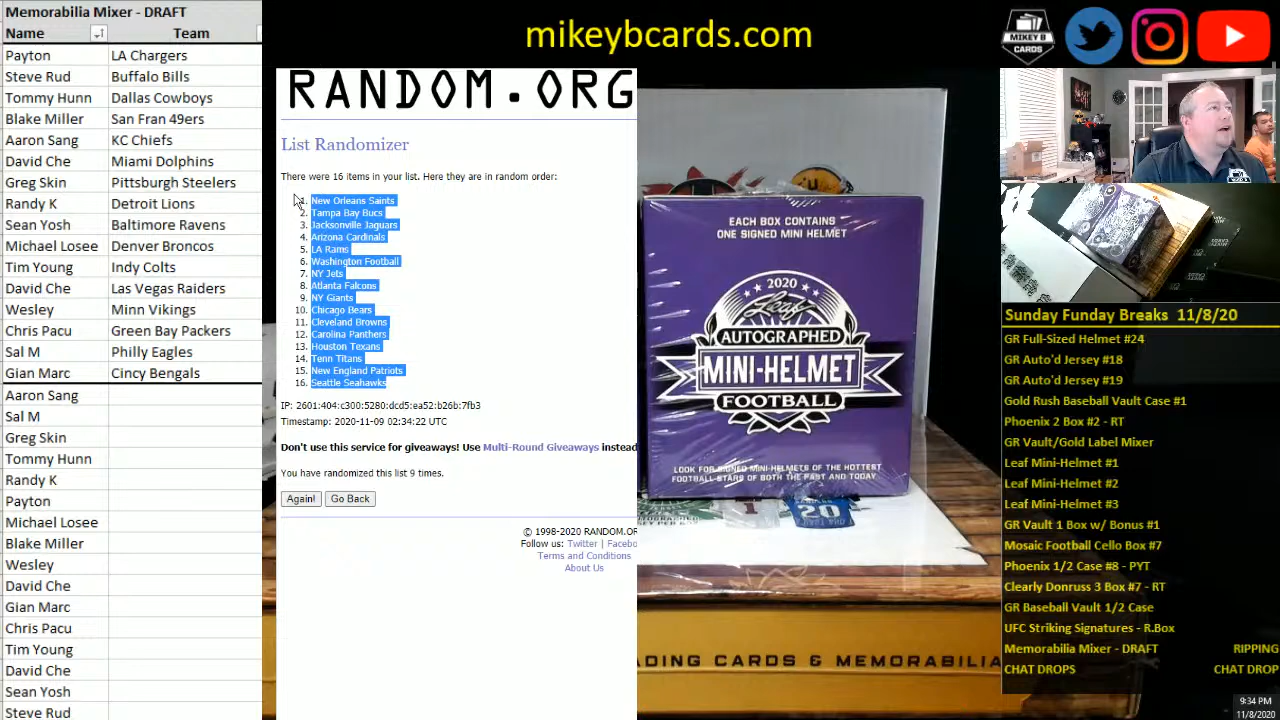 Memorabilia Mixer - DRAFT
Name Team
Payton LA Chargers
Steve Rud Buffalo Bills
Tommy Hunn Dallas Cowboys
Blake Miller San Fran 49ers
Aaron Sang KC Chiefs
David Che Miami Dolphins
Greg Skin Pittsburgh Steelers
Randy K Detroit Lions
Sean Yosh Baltimore Ravens
Michael Losee Denver Broncos
Tim Young Indy Colts
David Che Las Vegas Raiders
Wesley Minn Vikings
Chris Pacu Green Bay Packers
Sal M Philly Eagles
Gian Marc Cincy Bengals
Aaron Sang
Sal M
Greg Skin
Tommy Hunn
Randy K
Payton
Michael Losee
Blake Miller
Wesley
David Che
Gian Marc
Chris Pacu
Tim Young
David Che
Sean Yosh
Steve Rud
mikeybcards.com
RANDOM.ORG
List Randomizer
There were 16 items in your list. Here they are in random order:
1. New Orleans Saints
2. Tampa Bay Bucs
3. Jacksonville Jaguars
4. Arizona Cardinals
5. LA Rams
6. Washington Football
7. NY Jets
8. Atlanta Falcons
9. NY Giants
10. Chicago Bears
11. Cleveland Browns
12. Carolina Panthers
13. Houston Texans
14. Tenn Titans
15. New England Patriots
16. Seattle Seahawks
IP: 2601:404:c300:5280:dcd5:ea52:b26b:7fb3
Timestamp: 2020-11-09 02:34:22 UTC
Don't use this service for giveaways! Use Multi-Round Giveaways instead
You have randomized this list 9 times.
Again! Go Back
© 1998-2020 RANDOM.OR
Follow us: Twitter | Facebo
Terms and Conditions
About Us
EACH BOX CONTAINS
ONE SIGNED MINI HELMET
2020
Leaf
AUTOGRAPHED
MINI-HELMET
FOOTBALL
LOOK FOR SIGNED MINI-HELMETS OF THE HOTTEST
FOOTBALL STARS OF BOTH THE PAST AND TODAY
1
20
ADING CARDS & MEMORABILIA
MIKEY B
CARDS
Sunday Funday Breaks 11/8/20
GR Full-Sized Helmet #24
GR Auto'd Jersey #18
GR Auto'd Jersey #19
Gold Rush Baseball Vault Case #1
Phoenix 2 Box #2 - RT
GR Vault/Gold Label Mixer
Leaf Mini-Helmet #1
Leaf Mini-Helmet #2
Leaf Mini-Helmet #3
GR Vault 1 Box w/ Bonus #1
Mosaic Football Cello Box #7
Phoenix 1/2 Case #8 - PYT
Clearly Donruss 3 Box #7 - RT
GR Baseball Vault 1/2 Case
UFC Striking Signatures - R.Box
Memorabilia Mixer - DRAFT RIPPING
CHAT DROPS CHAT DROP
9:34 PM
11/8/2020